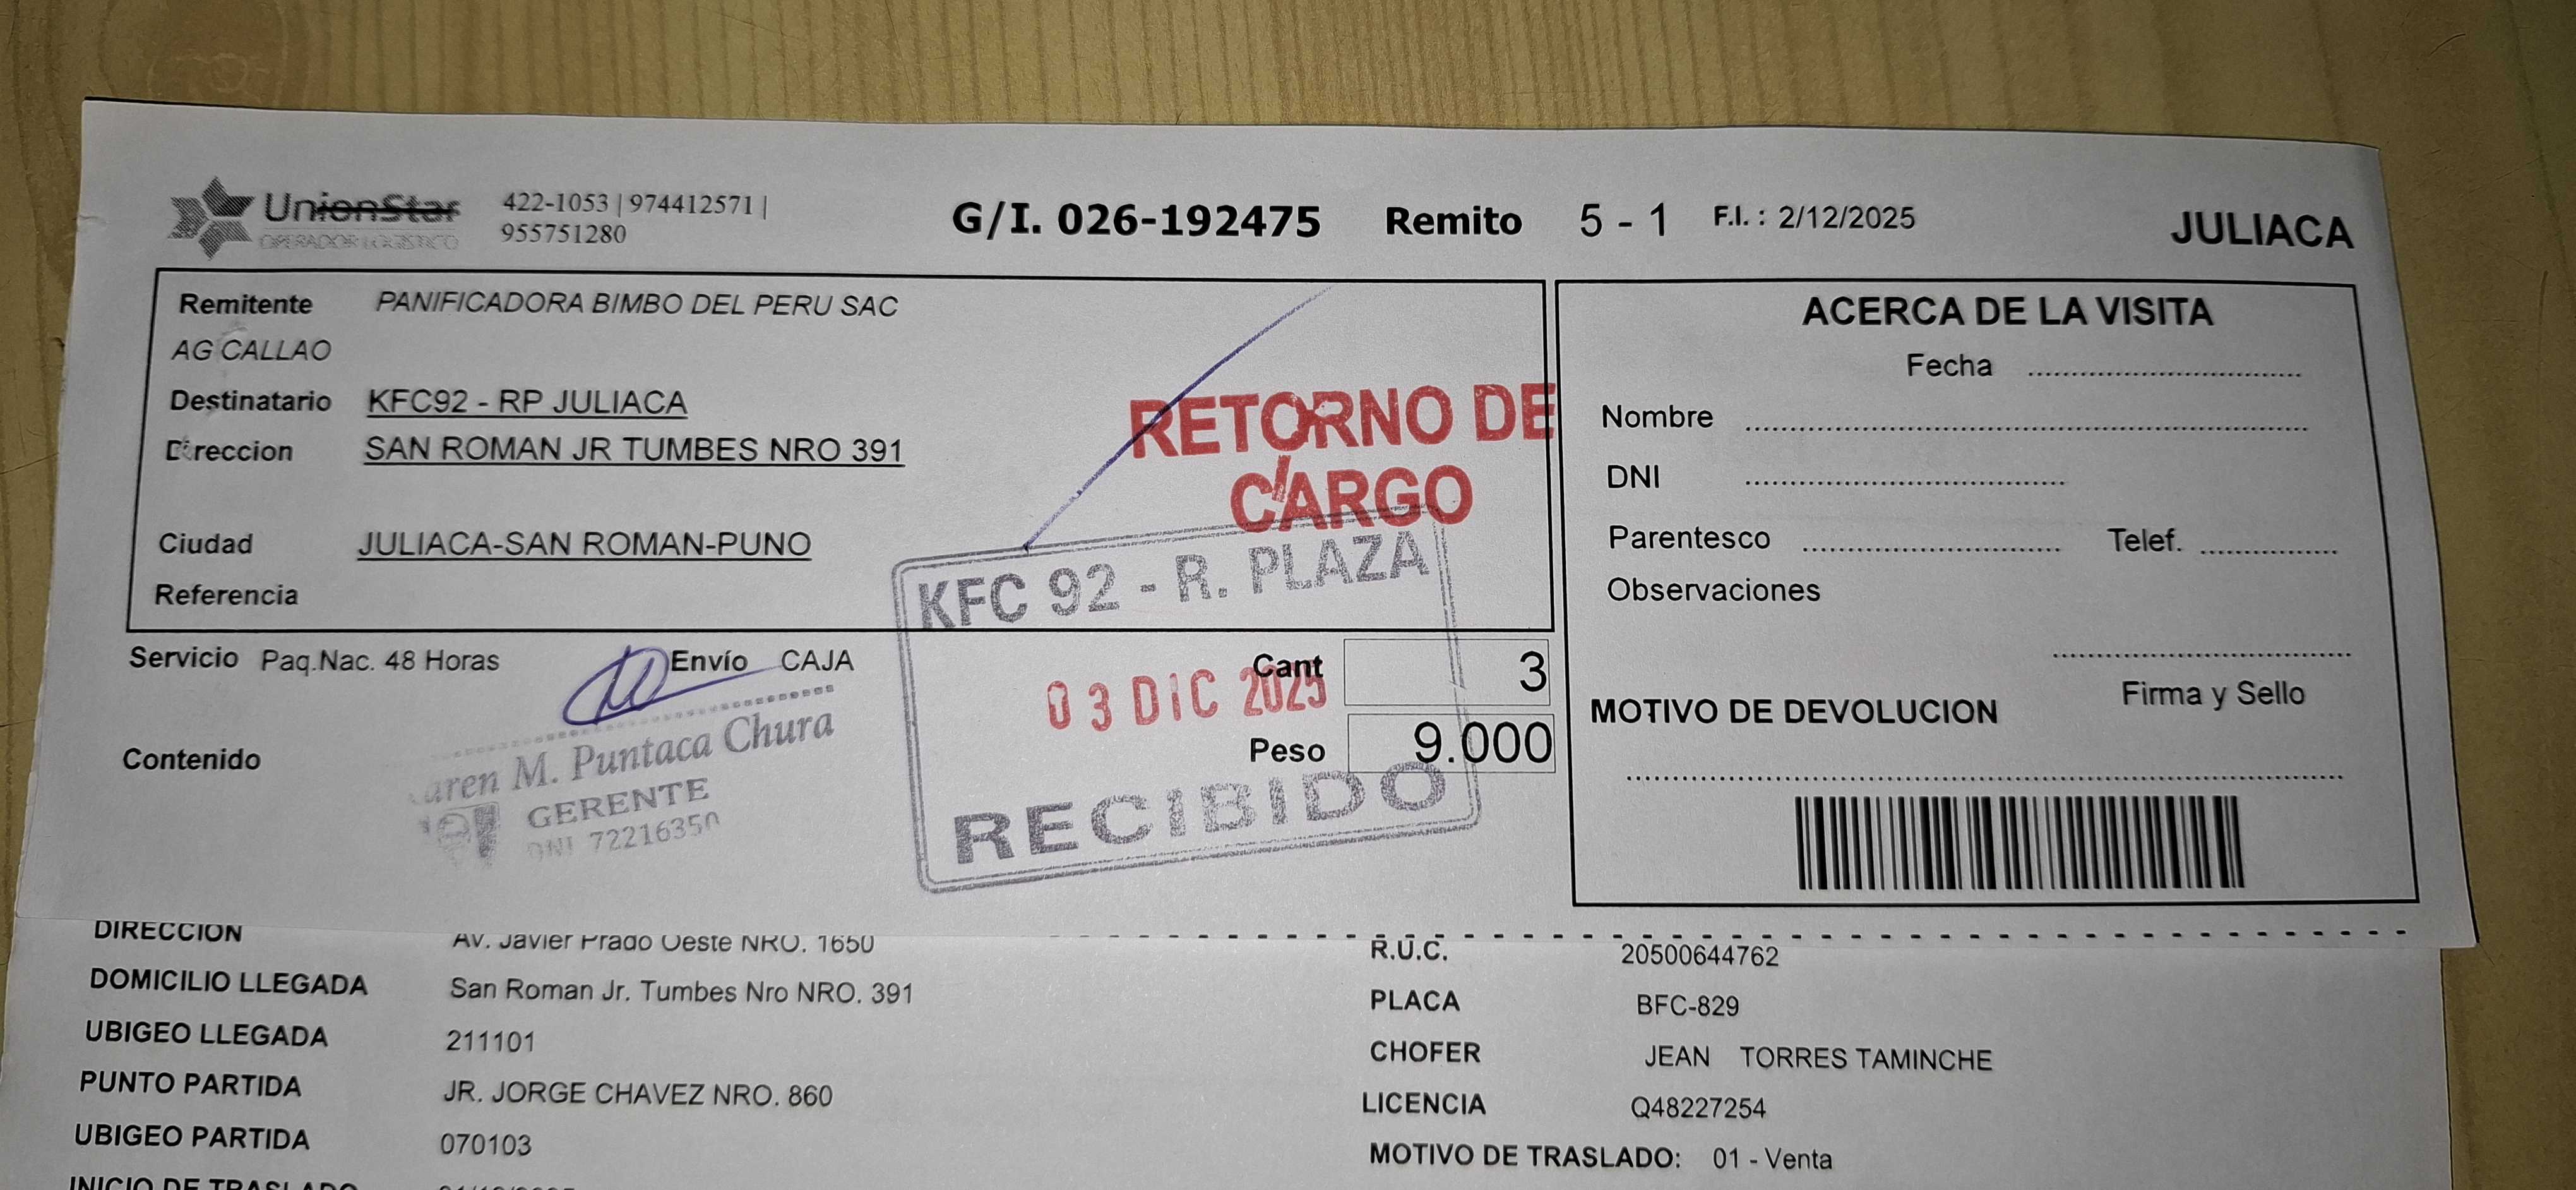 UnionStar
OPERADOR LOGISTICO
422-1053 | 974412571 |
955751280
G/I. 026-192475 Remito 5 - 1 F.I. : 2/12/2025
JULIACA
Remitente PANIFICADORA BIMBO DEL PERU SAC
AG CALLAO
Destinatario KFC92 - RP JULIACA
Direccion SAN ROMAN JR TUMBES NRO 391
Ciudad JULIACA-SAN ROMAN-PUNO
Referencia
RETORNO DE
CARGO
KFC 92 - R. PLAZA
03 DIC 2025
RECIBIDO
Servicio Paq.Nac. 48 Horas Envío CAJA
Cant 3
Peso 9.000
Contenido
M. Puntaca Chura
GERENTE
DNI 72216350
ACERCA DE LA VISITA
Fecha
Nombre
DNI
Parentesco Telef.
Observaciones
Firma y Sello
MOTIVO DE DEVOLUCION
DIRECCION Av. Javier Prado Oeste NRO. 1650
DOMICILIO LLEGADA San Roman Jr. Tumbes Nro NRO. 391
UBIGEO LLEGADA 211101
PUNTO PARTIDA JR. JORGE CHAVEZ NRO. 860
UBIGEO PARTIDA 070103
INICIO DE TRASLADO
R.U.C. 20500644762
PLACA BFC-829
CHOFER JEAN TORRES TAMINCHE
LICENCIA Q48227254
MOTIVO DE TRASLADO: 01 - Venta